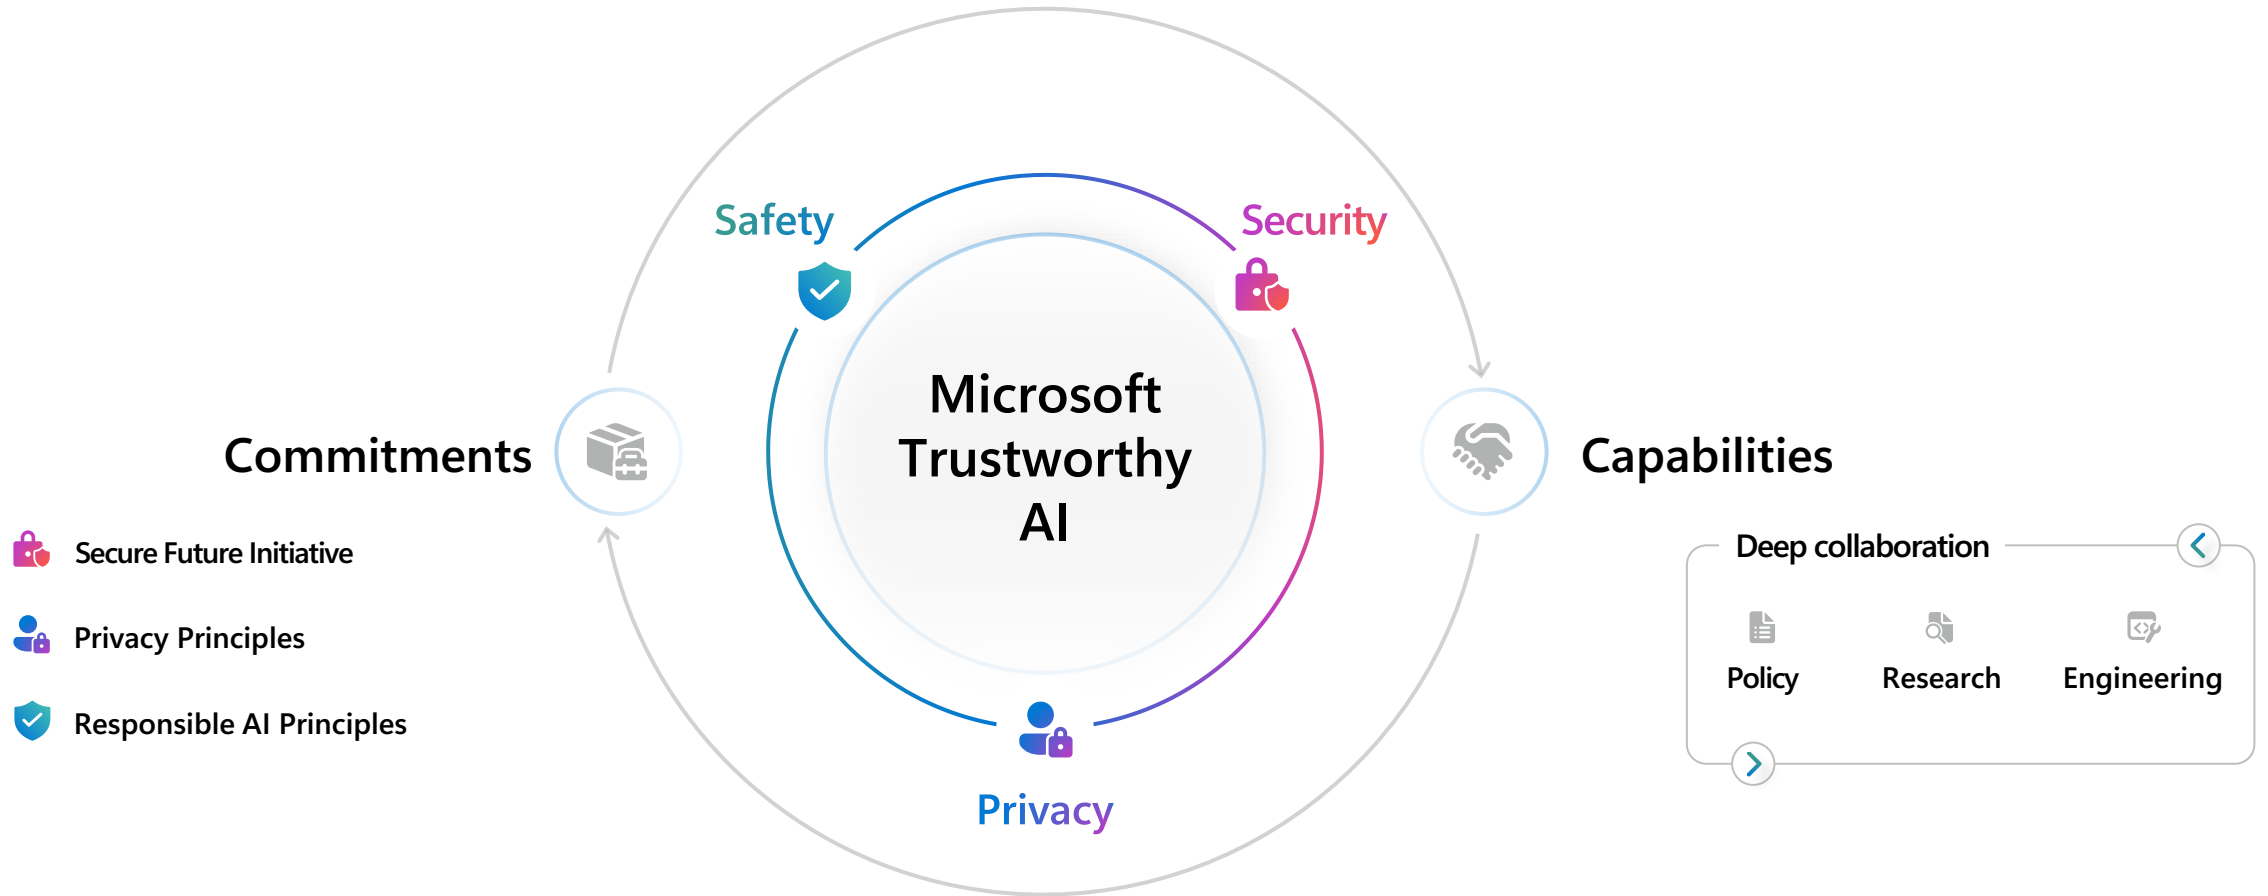 Safety
Security
Microsoft
Trustworthy
AI
Privacy
Commitments
Secure Future Initiative
Privacy Principles
Responsible AI Principles
Capabilities
Deep collaboration
Policy
Research
Engineering